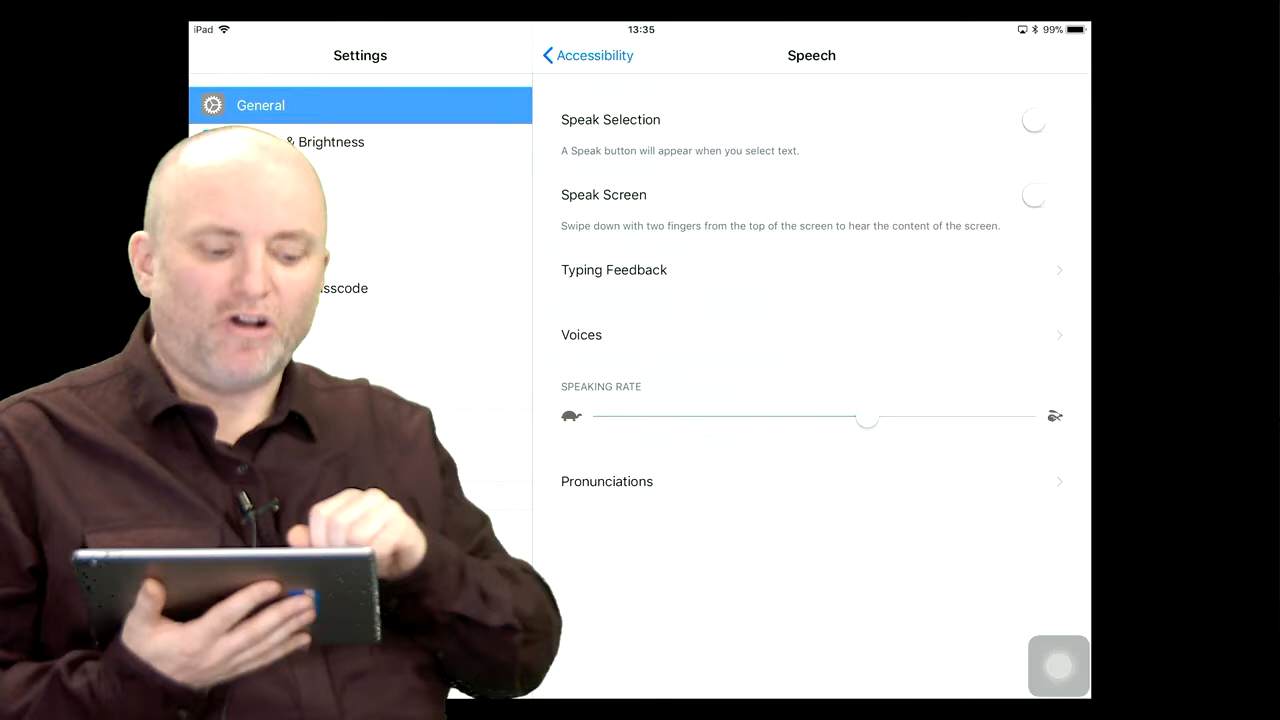 iPad
13:35
99%
Settings
Accessibility
Speech
General
& Brightness
sscode
Speak Selection
A Speak button will appear when you select text.
Speak Screen
Swipe down with two fingers from the top of the screen to hear the content of the screen.
Typing Feedback
Voices
SPEAKING RATE
Pronunciations